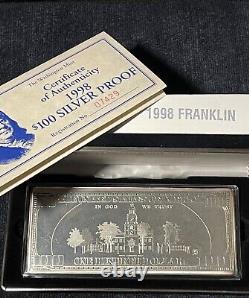 The Washington Mint
Certificate
of Authenticity
1998
$100 SILVER PROOF
Registration No. 07429
1998 FRANKLIN
IN GOD WE TRUST
ONE HUNDRED DOLLARS